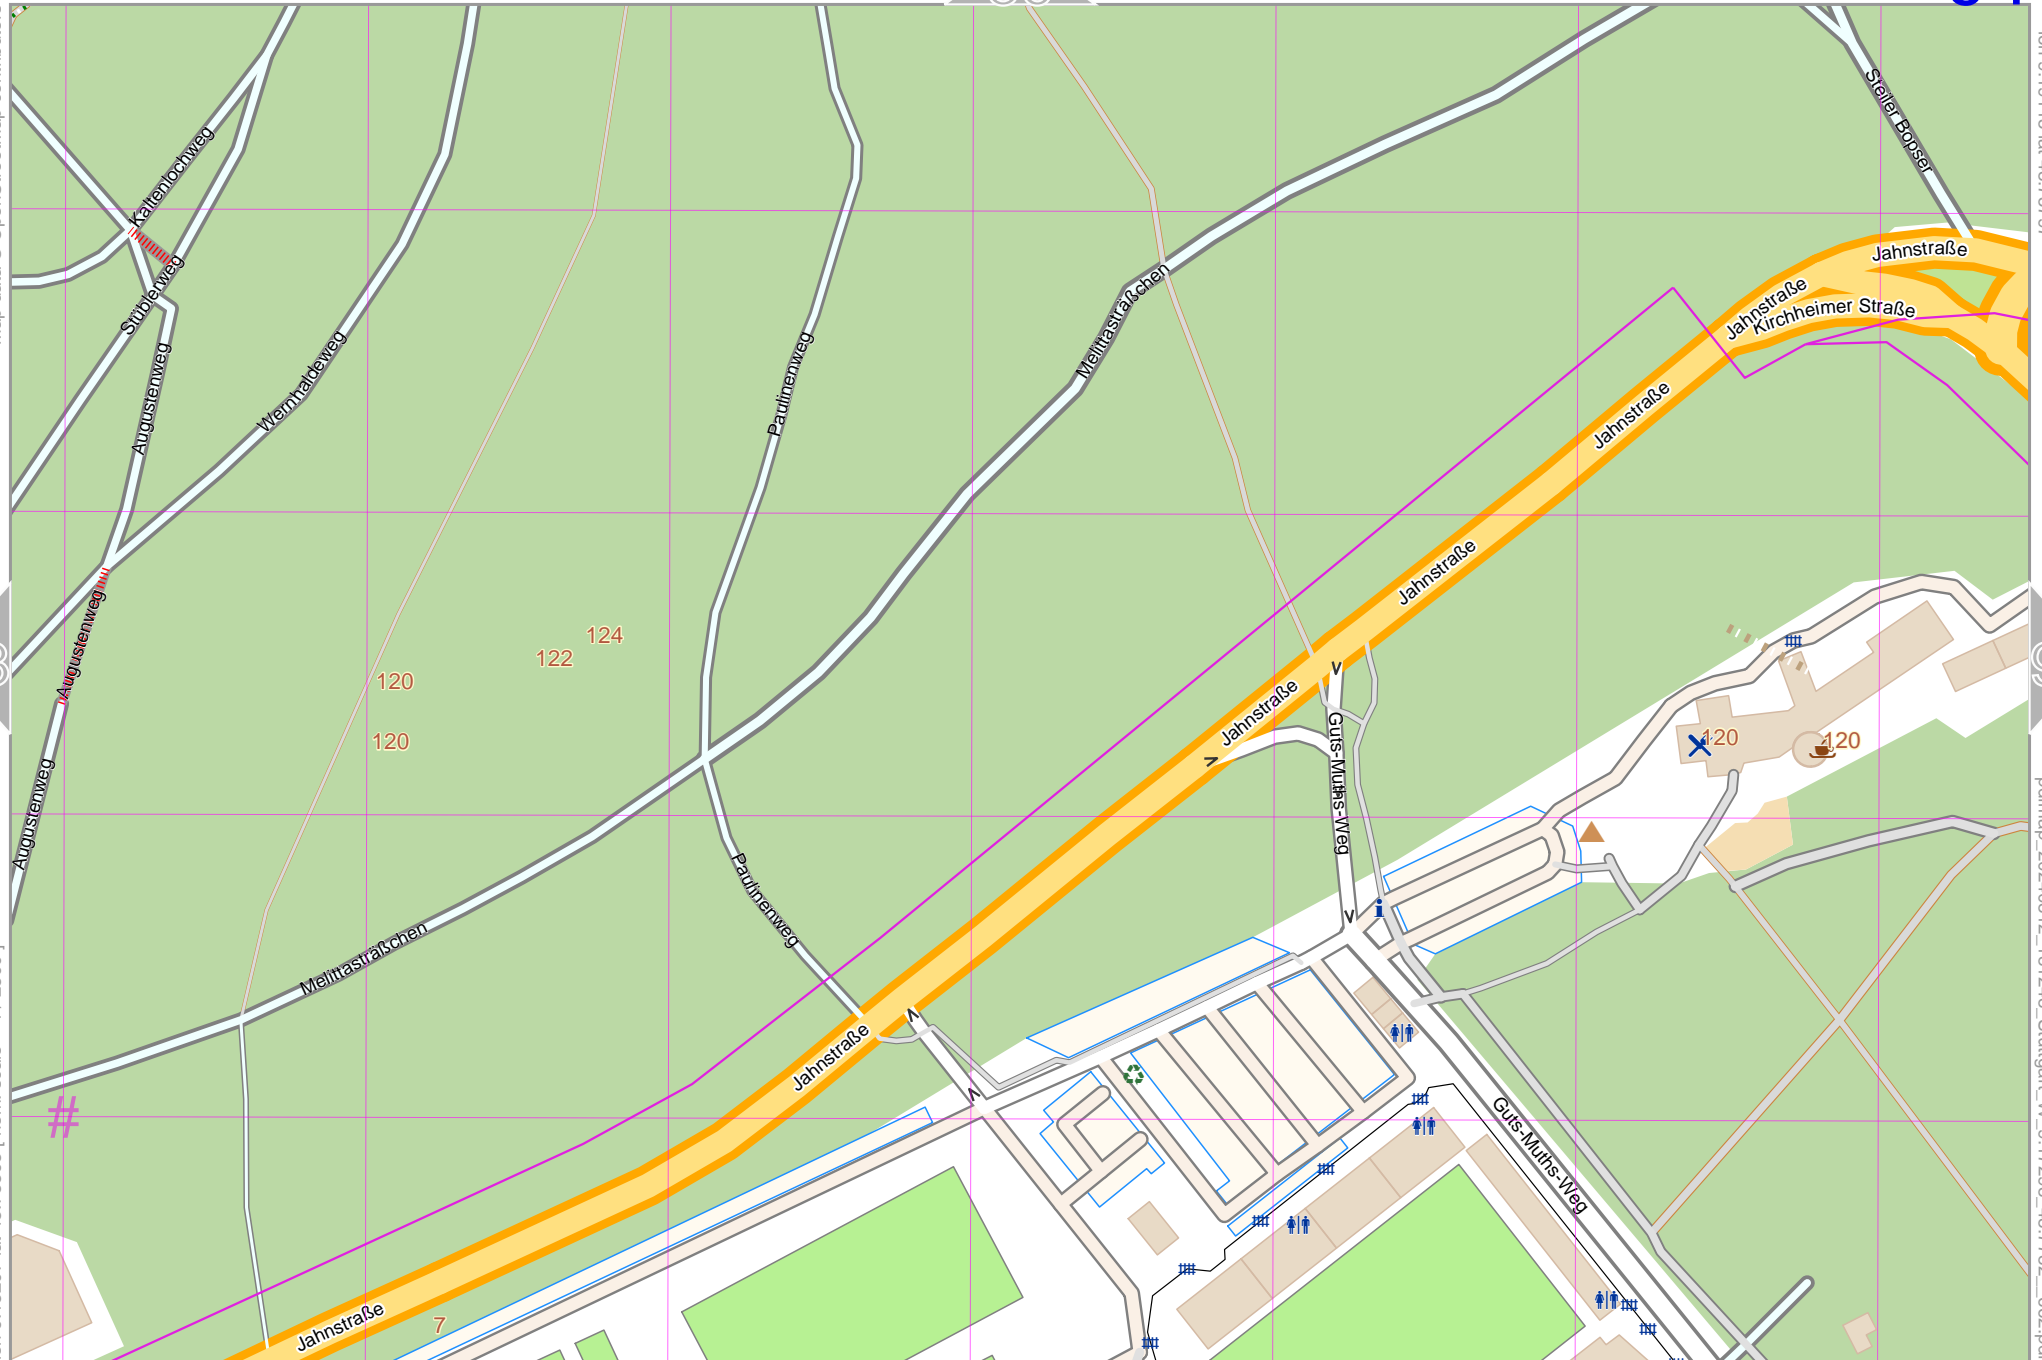 Steiler Bopser
Kaltenlochweg
Jahnstraße
Stüblerweg
Jahnstraße
Kirchheimer Straße
Melittasträßchen
Augustenweg
Wernhaldeweg
Paulinenweg
Jahnstraße
Jahnstraße
Augustenweg
124
122
120
120
Jahnstraße
Guts-Muths-Weg
120
120
Augustenweg
Paulinenweg
Melittasträßchen
Jahnstraße
#
Guts-Muths-Weg
Jahnstraße
7